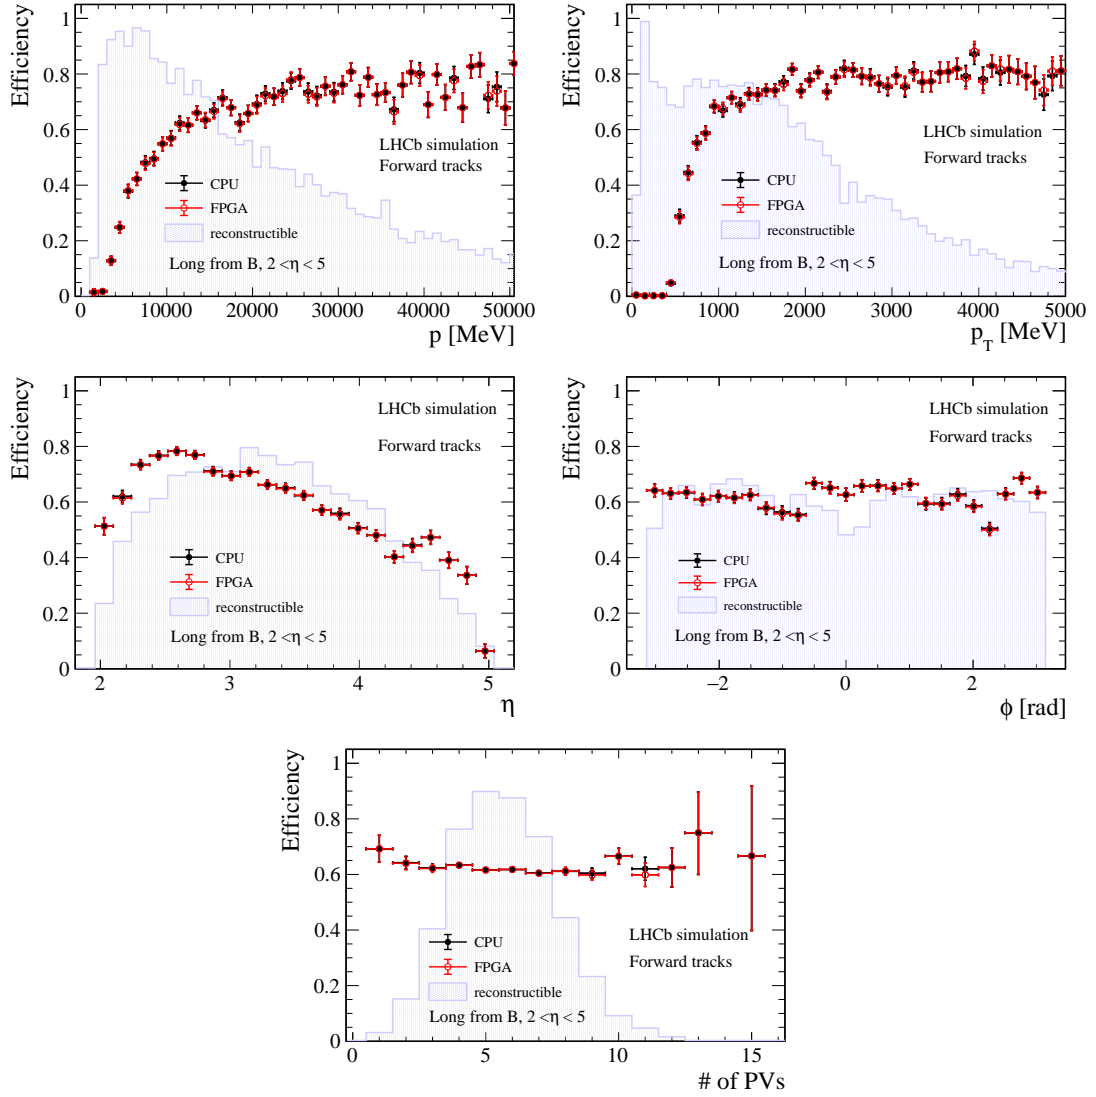 Efficiency
1
0.8
0.6
0.4
0.2
0
LHCb simulation
Forward tracks
CPU
FPGA
reconstructible
Long from B, 2 <η < 5
0 10000 20000 30000 40000 50000
p [MeV]
Efficiency
1
0.8
0.6
0.4
0.2
0
LHCb simulation
Forward tracks
CPU
FPGA
reconstructible
Long from B, 2 <η < 5
0 1000 2000 3000 4000 5000
p_T [MeV]
Efficiency
1
0.8
0.6
0.4
0.2
0
LHCb simulation
Forward tracks
CPU
FPGA
reconstructible
Long from B, 2 <η < 5
2 3 4 5
η
Efficiency
1
0.8
0.6
0.4
0.2
0
LHCb simulation
Forward tracks
CPU
FPGA
reconstructible
Long from B, 2 <η < 5
−2 0 2
ϕ [rad]
Efficiency
1
0.8
0.6
0.4
0.2
0
LHCb simulation
Forward tracks
CPU
FPGA
reconstructible
Long from B, 2 <η < 5
0 5 10 15
# of PVs